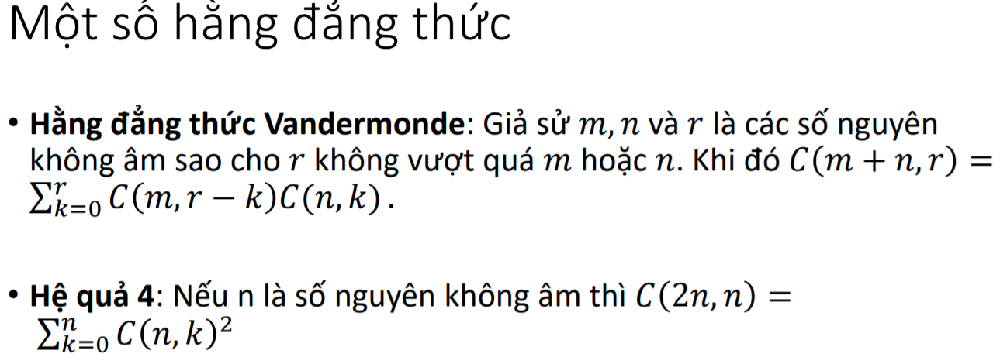 Một số hằng đẳng thức
• Hằng đẳng thức Vandermonde: Giả sử m, n và r là các số nguyên
không âm sao cho r không vượt quá m hoặc n. Khi đó C(m + n, r) =
∑ᵣₖ₌₀ C(m, r − k)C(n, k) .
• Hệ quả 4: Nếu n là số nguyên không âm thì C(2n, n) =
∑ⁿₖ₌₀ C(n, k)²